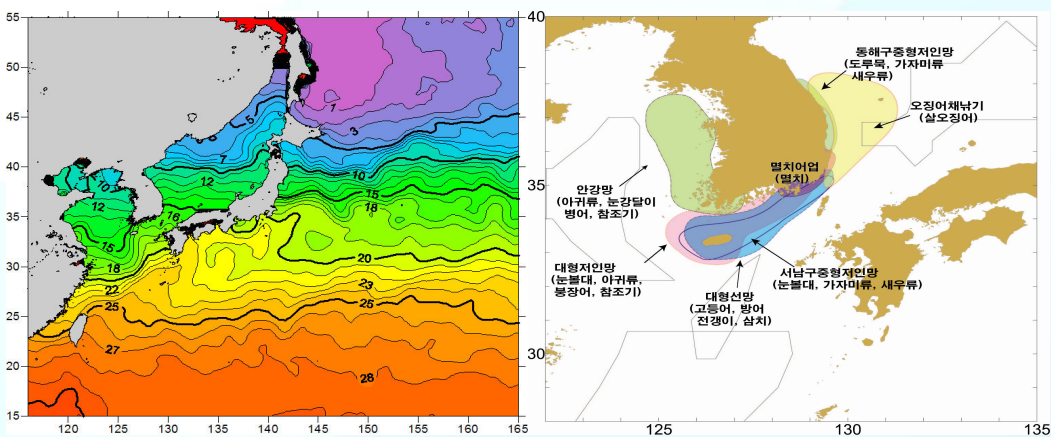 55
50
45
40
35
30
25
20
15
120
125
130
135
140
145
150
155
160
165
1
3
5
7
10
10
12
12
15
15
16
18
18
20
22
23
25
25
27
28
40
35
30
125
130
135
동해구중형저인망
(도루묵, 가자미류
새우류)
오징어채낚기
(살오징어)
멸치어업
(멸치)
안강망
(아귀류, 눈강달이
병어, 참조기)
대형저인망
(눈볼대, 아귀류,
붕장어, 참조기)
대형선망
(고등어, 방어
전갱이, 삼치)
서남구중형저인망
(눈볼대, 가자미류, 새우류)